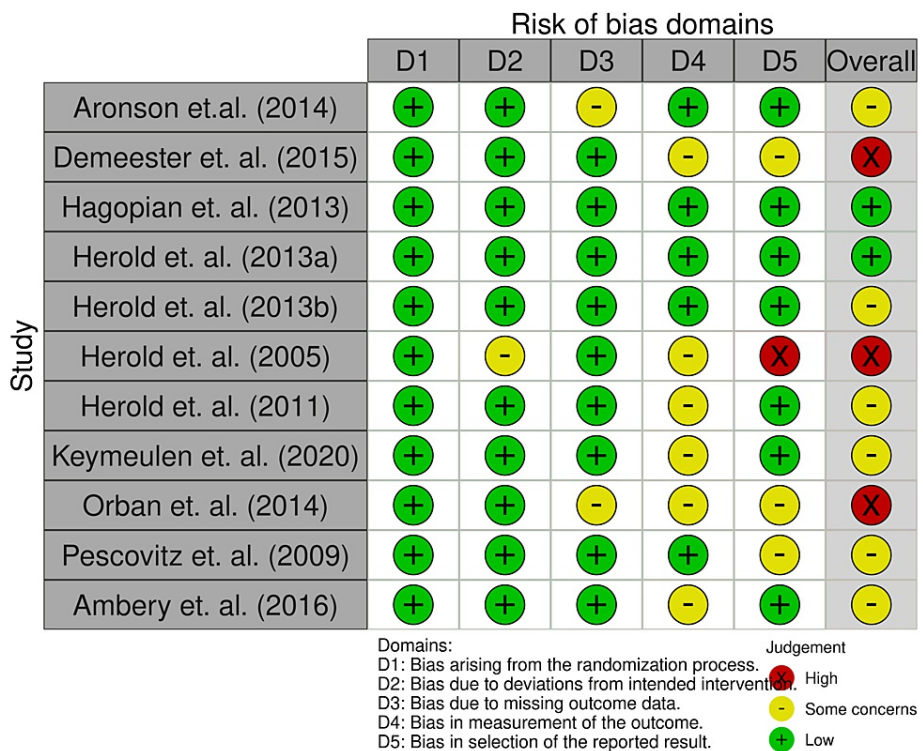 Risk of bias domains
D1 D2 D3 D4 D5 Overall
Study
Aronson et.al. (2014) + + - + + -
Demeester et. al. (2015) + + + - - X
Hagopian et. al. (2013) + + + + + +
Herold et. al. (2013a) + + + + + +
Herold et. al. (2013b) + + + + + -
Herold et. al. (2005) + - + - X X
Herold et. al. (2011) + + + - + -
Keymeulen et. al. (2020) + + + - + -
Orban et. al. (2014) + + - - - X
Pescovitz et. al. (2009) + + + + - -
Ambery et. al. (2016) + + + - + -
Domains:
D1: Bias arising from the randomization process.
D2: Bias due to deviations from intended intervention.
D3: Bias due to missing outcome data.
D4: Bias in measurement of the outcome.
D5: Bias in selection of the reported result.
Judgement
X High
- Some concerns
+ Low